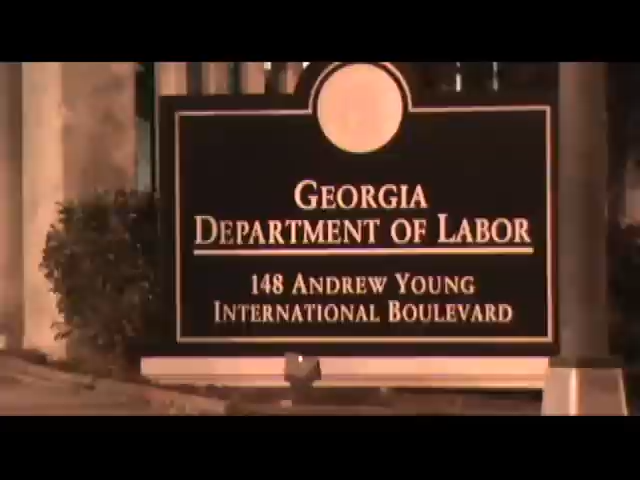 GEORGIA
DEPARTMENT OF LABOR
148 ANDREW YOUNG
INTERNATIONAL BOULEVARD